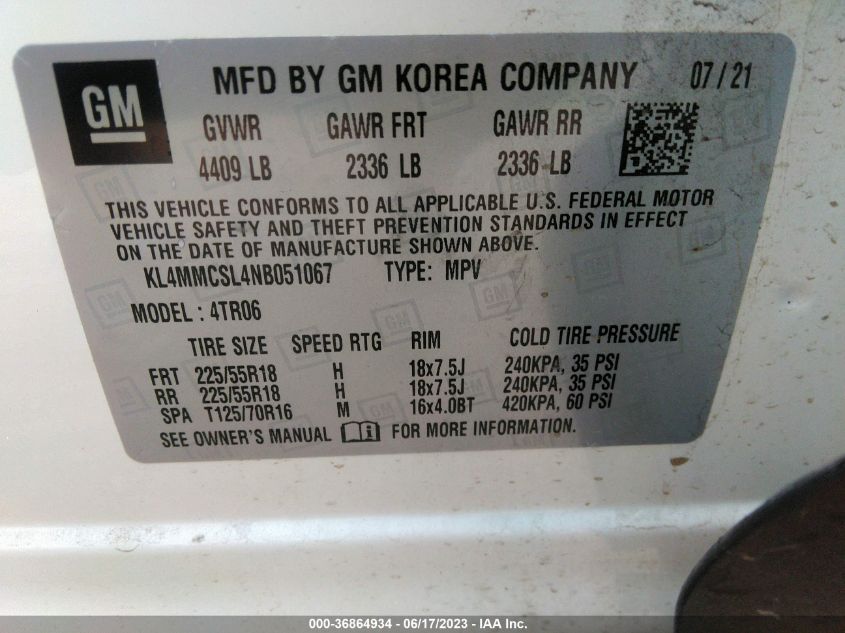 GM
MFD BY GM KOREA COMPANY 07 / 21
GVWR GAWR FRT GAWR RR
4409 LB 2336 LB 2336 LB
THIS VEHICLE CONFORMS TO ALL APPLICABLE U.S. FEDERAL MOTOR
VEHICLE SAFETY AND THEFT PREVENTION STANDARDS IN EFFECT
ON THE DATE OF MANUFACTURE SHOWN ABOVE.
KL4MMCSL4NB051067 TYPE: MPV
MODEL : 4TR06
TIRE SIZE SPEED RTG RIM COLD TIRE PRESSURE
FRT 225/55R18 H 18x7.5J 240KPA, 35 PSI
RR 225/55R18 H 18x7.5J 240KPA, 35 PSI
SPA T125/70R16 M 16x4.0BT 420KPA, 60 PSI
SEE OWNER'S MANUAL FOR MORE INFORMATION.
000-36864934 - 06/17/2023 - IAAI Inc.